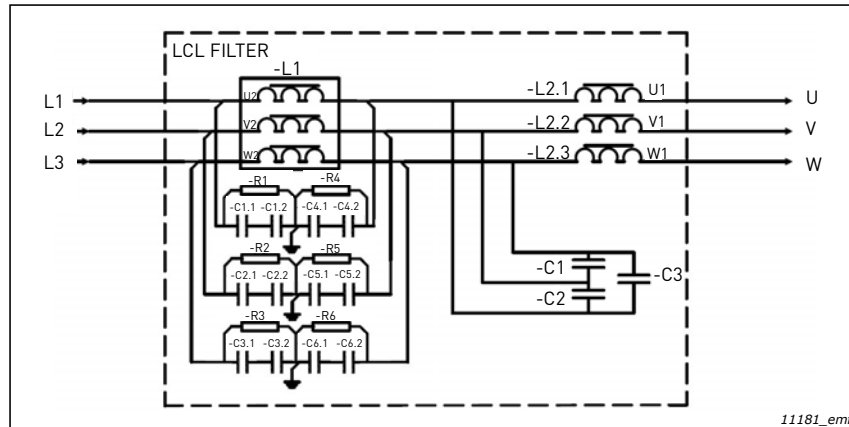 LCL FILTER
-L1
L1 U2 -L2.1 U1 U
L2 V2 -L2.2 V1 V
L3 W2 -L2.3 W1 W
-R1 -R4
-C1.1 -C1.2 -C4.1 -C4.2
-R2 -R5
-C2.1 -C2.2 -C5.1 -C5.2
-C1 -C3
-C2
-R3 -R6
-C3.1 -C3.2 -C6.1 -C6.2